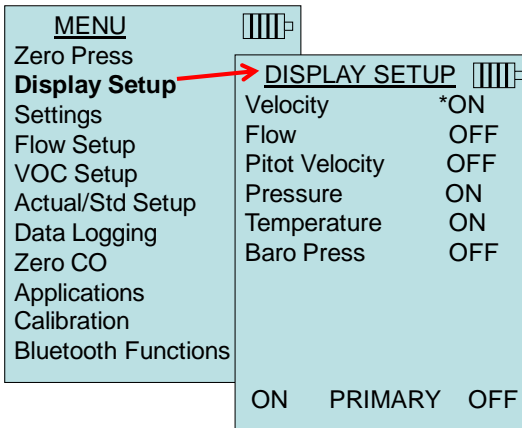 MENU
Zero Press
Display Setup
Settings
Flow Setup
VOC Setup
Actual/Std Setup
Data Logging
Zero CO
Applications
Calibration
Bluetooth Functions
DISPLAY SETUP
Velocity *ON
Flow OFF
Pitot Velocity OFF
Pressure ON
Temperature ON
Baro Press OFF
ON PRIMARY OFF